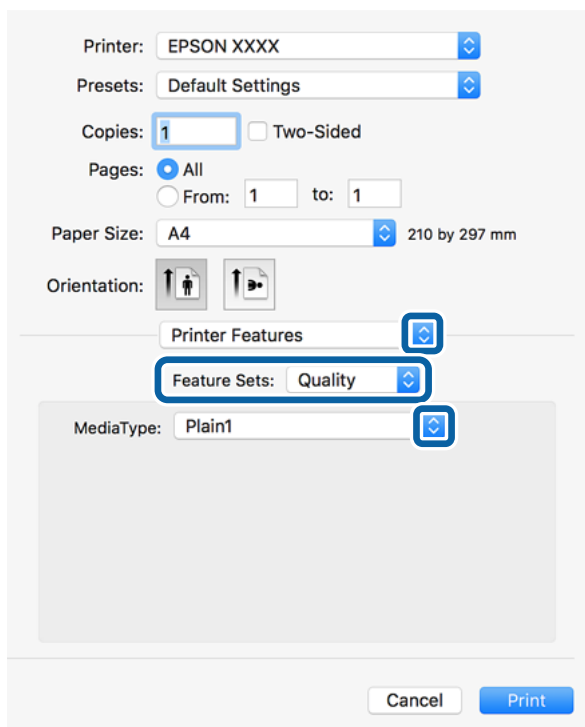 Printer: EPSON XXXX
Presets: Default Settings
Copies: 1 Two-Sided
Pages: All
From: 1 to: 1
Paper Size: A4 210 by 297 mm
Orientation:
Printer Features
Feature Sets: Quality
MediaType: Plain1
Cancel Print